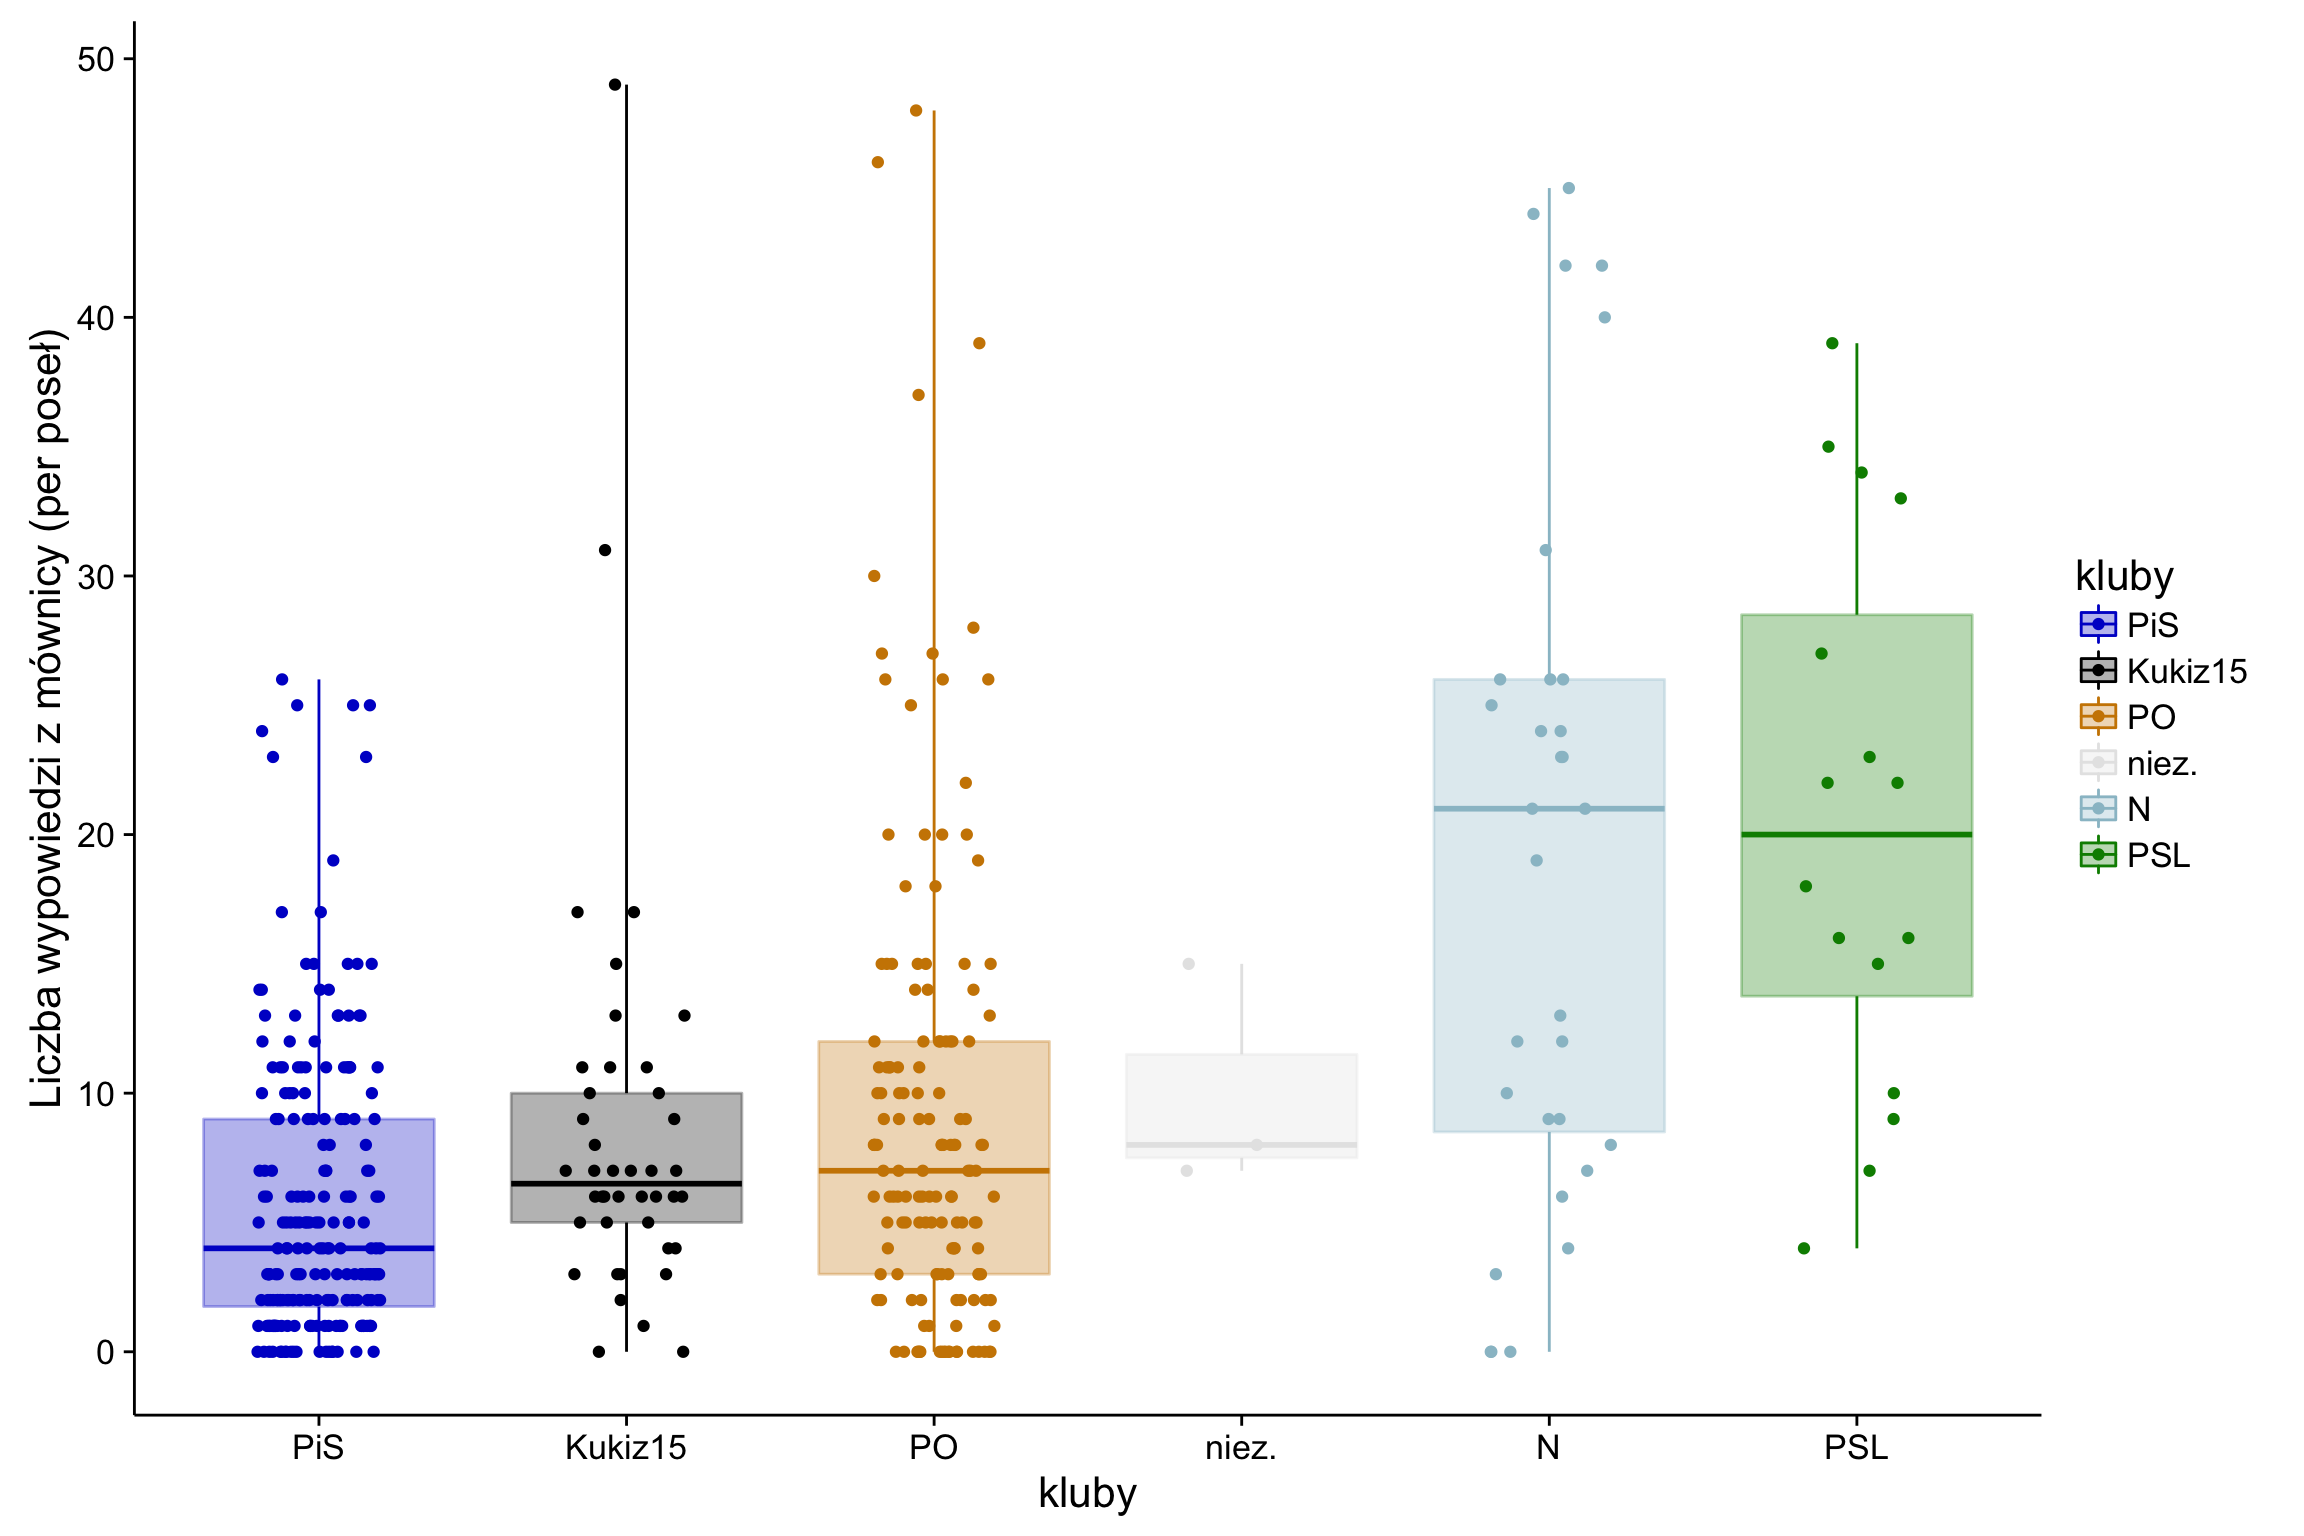 Liczba wypowiedzi z mównicy (per poseł)
50
40
30
20
10
0
PiS
Kukiz15
PO
niez.
N
PSL
kluby
kluby
PiS
Kukiz15
PO
niez.
N
PSL